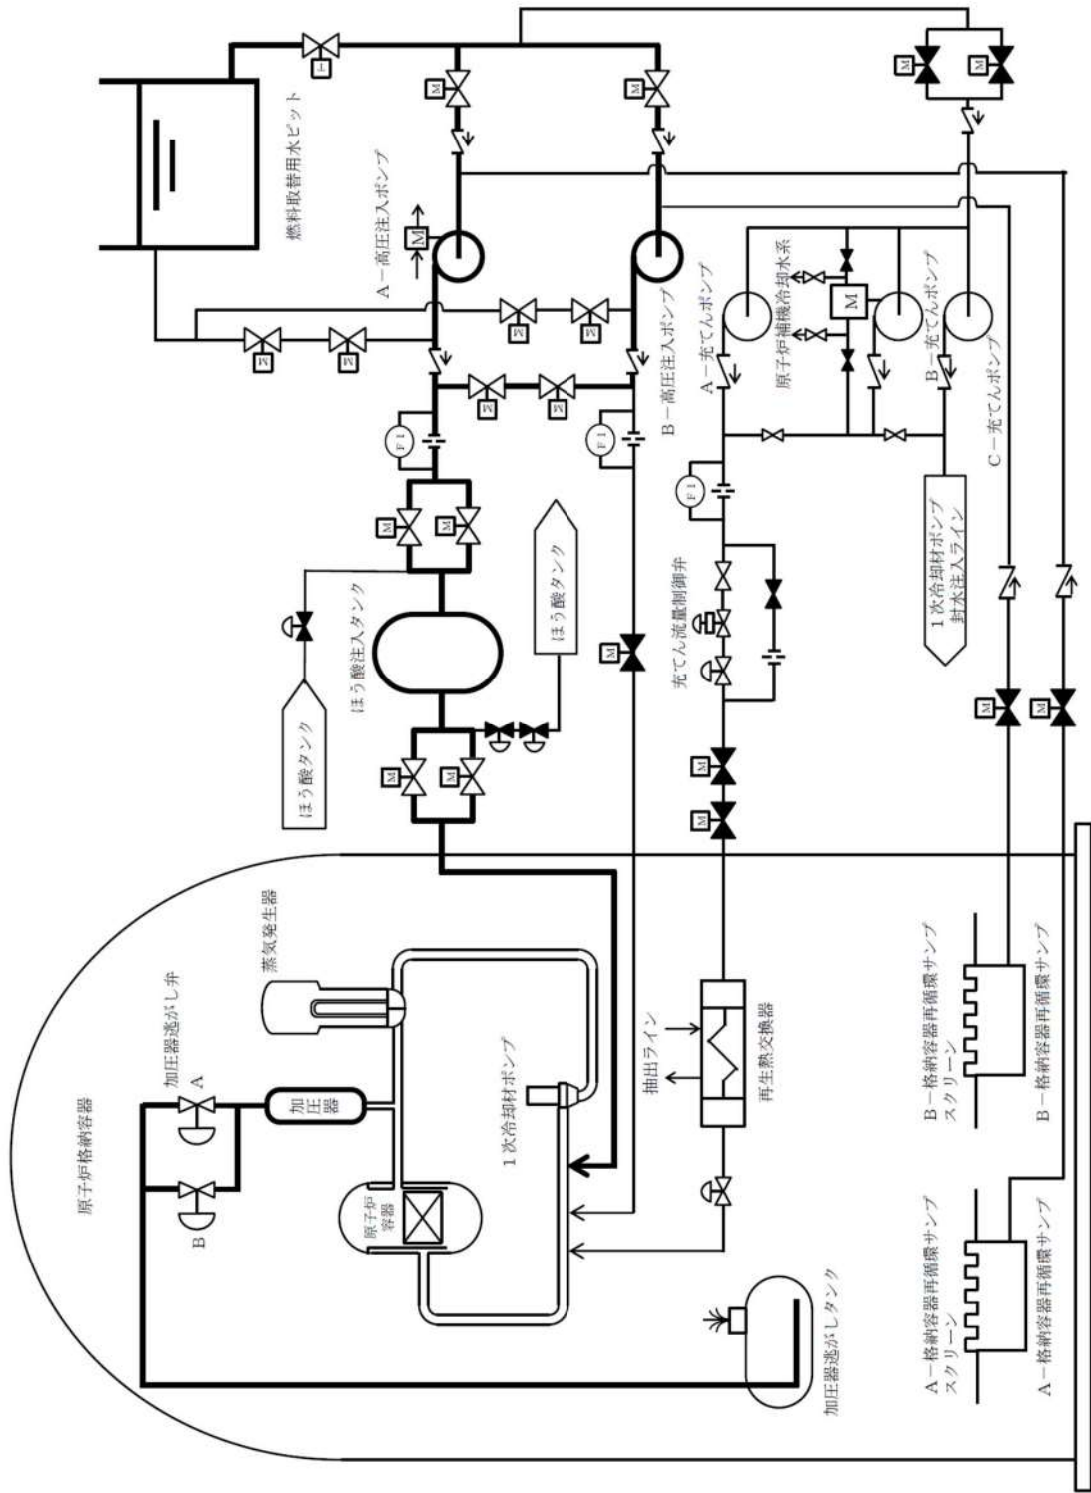 原子炉格納容器
加圧器逃がし弁
A
B
加圧器
蒸気発生器
原子炉
容器
1次冷却材ポンプ
加圧器逃がしタンク
抽出ライン
再生熱交換器
A-格納容器再循環サンプ
スクリーン
A-格納容器再循環サンプ
B-格納容器再循環サンプ
スクリーン
B-格納容器再循環サンプ
ほう酸タンク
ほう酸注入タンク
ほう酸タンク
M
M
M
M
M
M
M
充てん流量制御弁
M
M
1次冷却材ポンプ
封水注入ライン
F I
F I
F I
M
M
M
M
M
M
燃料取替用水ピット
T
A-高圧注入ポンプ
M
B-高圧注入ポンプ
M
M
A-充てんポンプ
原子炉補機冷却水系
M
B-充てんポンプ
C-充てんポンプ
M
M